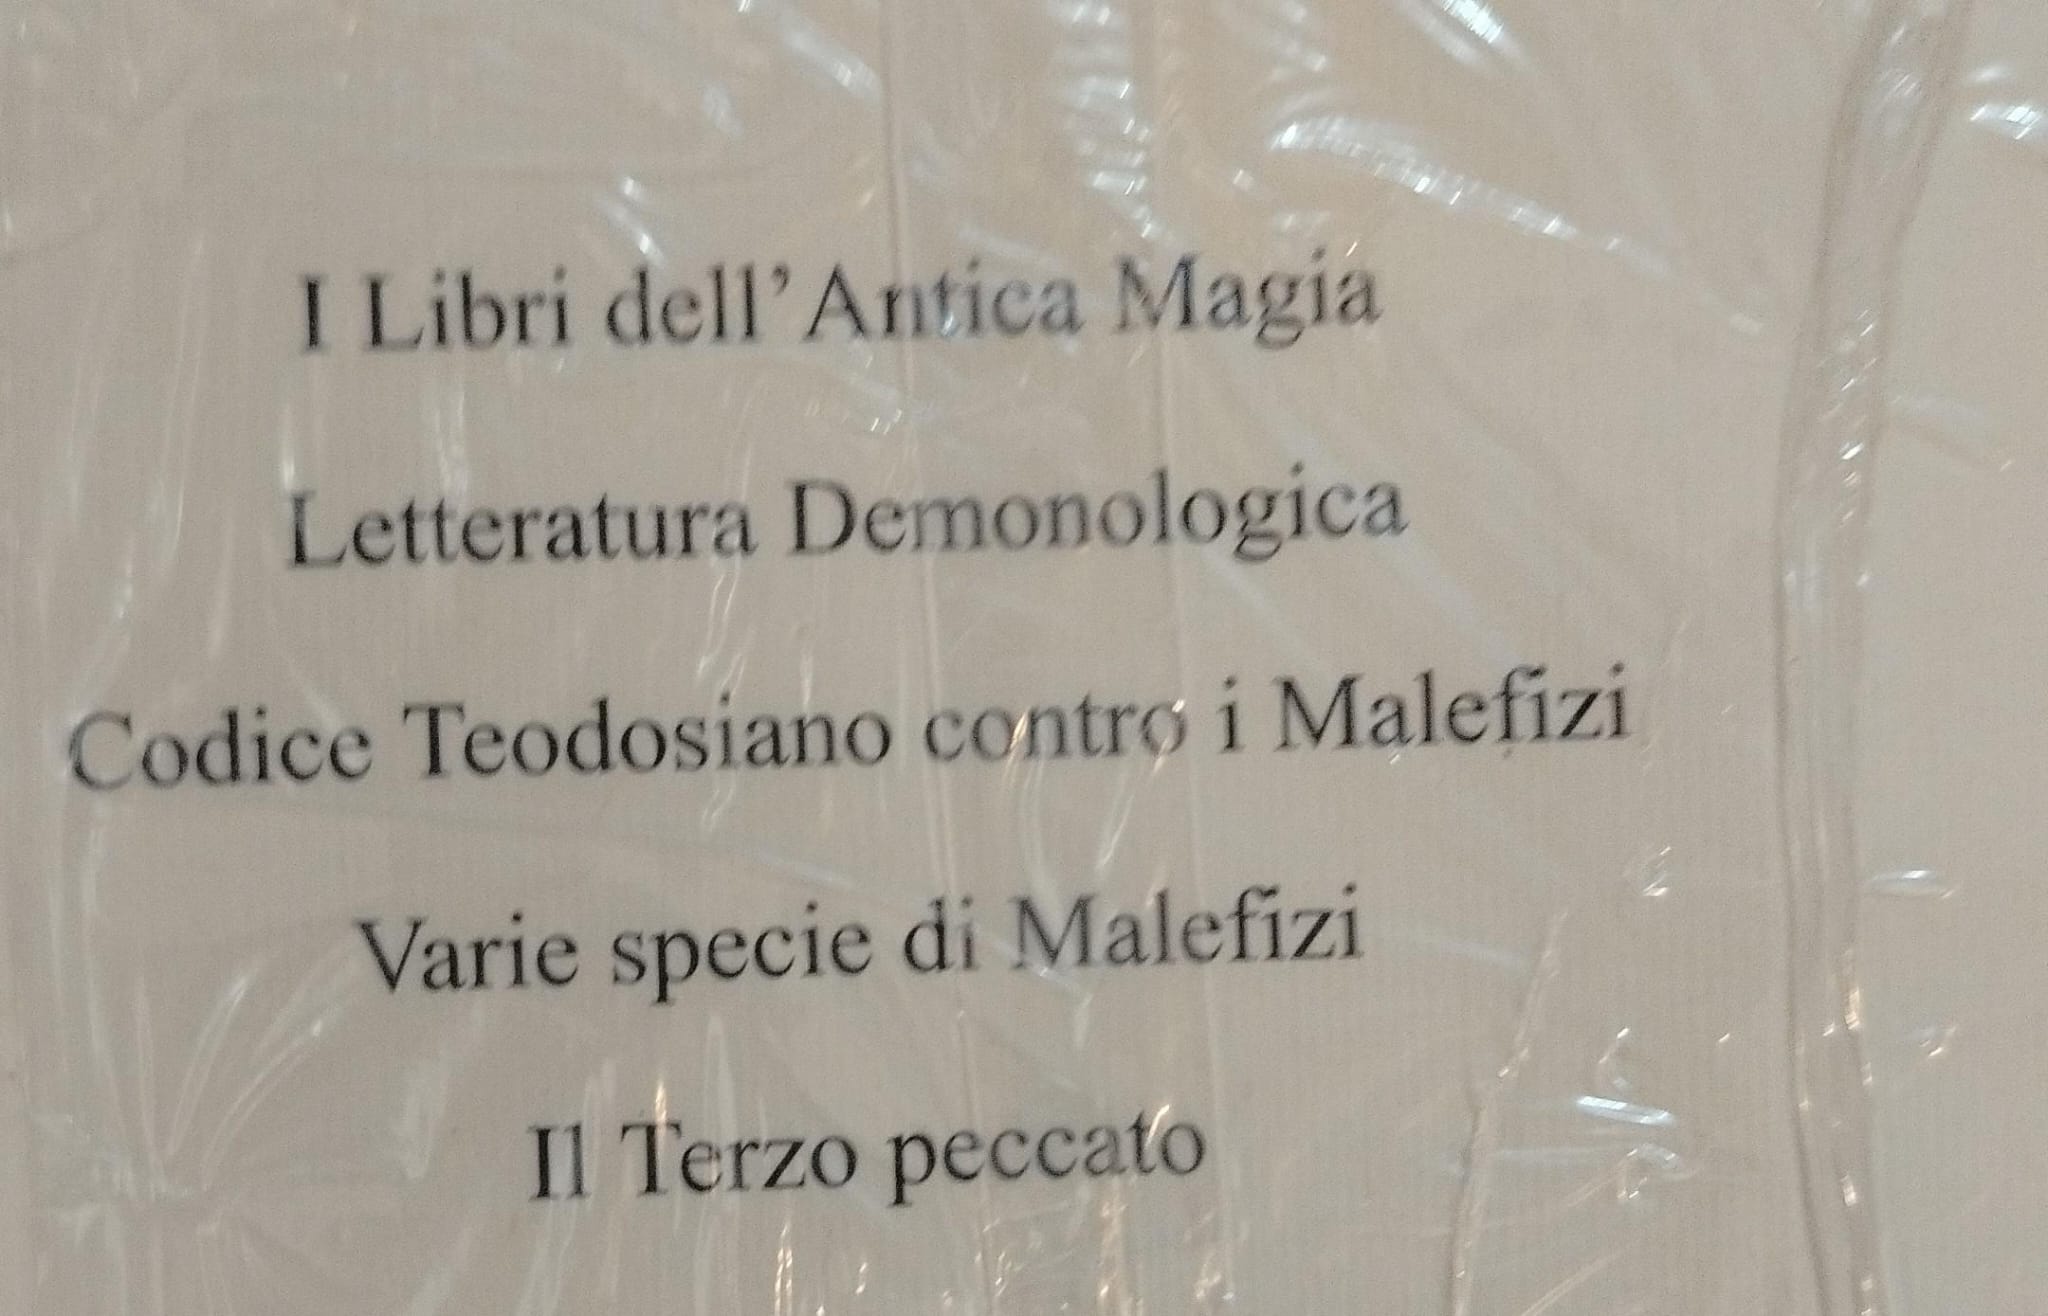 I Libri dell’Antica Magia
Letteratura Demonologica
Codice Teodosiano contro i Malefizi
Varie specie di Malefizi
Il Terzo peccato